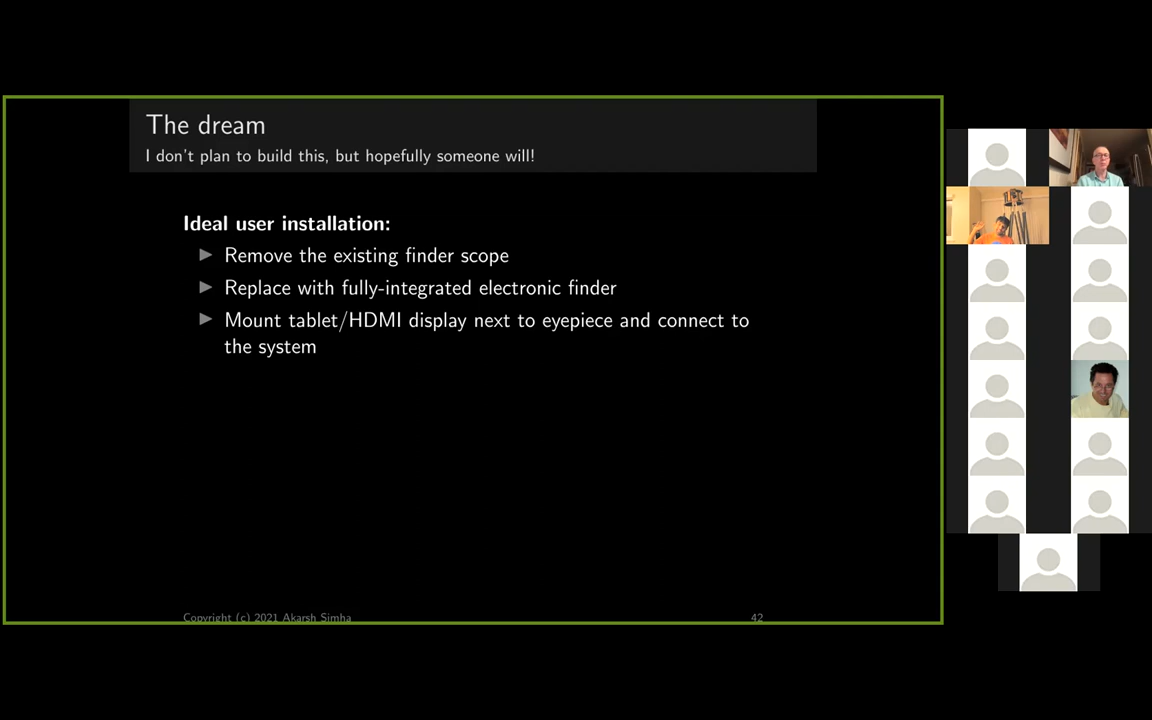 The dream
I don't plan to build this, but hopefully someone will!
Ideal user installation:
▶ Remove the existing finder scope
▶ Replace with fully-integrated electronic finder
▶ Mount tablet/HDMI display next to eyepiece and connect to
the system
Copyright (c) 2021 Akarsh Simha
42